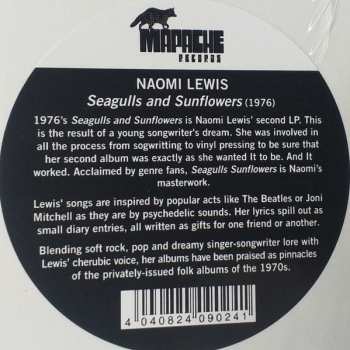 MAPACHE
RECORDS
NAOMI LEWIS
Seagulls and Sunflowers (1976)
1976's Seagulls and Sunflowers is Naomi Lewis' second LP. This
is the result of a young songwriter's dream. She was involved in
all the process from sogwritting to vinyl pressing to be sure that
her second album was exactly as she wanted It to be. And It
worked. Acclaimed by genre fans, Seagulls Sunflowers is Naomi's
masterwork.
Lewis' songs are inspired by popular acts like The Beatles or Joni
Mitchell as they are by psychedelic sounds. Her lyrics spill out as
small diary entries, all written as gifts for one friend or another.
Blending soft rock, pop and dreamy singer-songwriter lore with
Lewis' cherubic voice, her albums have been praised as pinnacles
of the privately-issued folk albums of the 1970s.
4 040824 090241